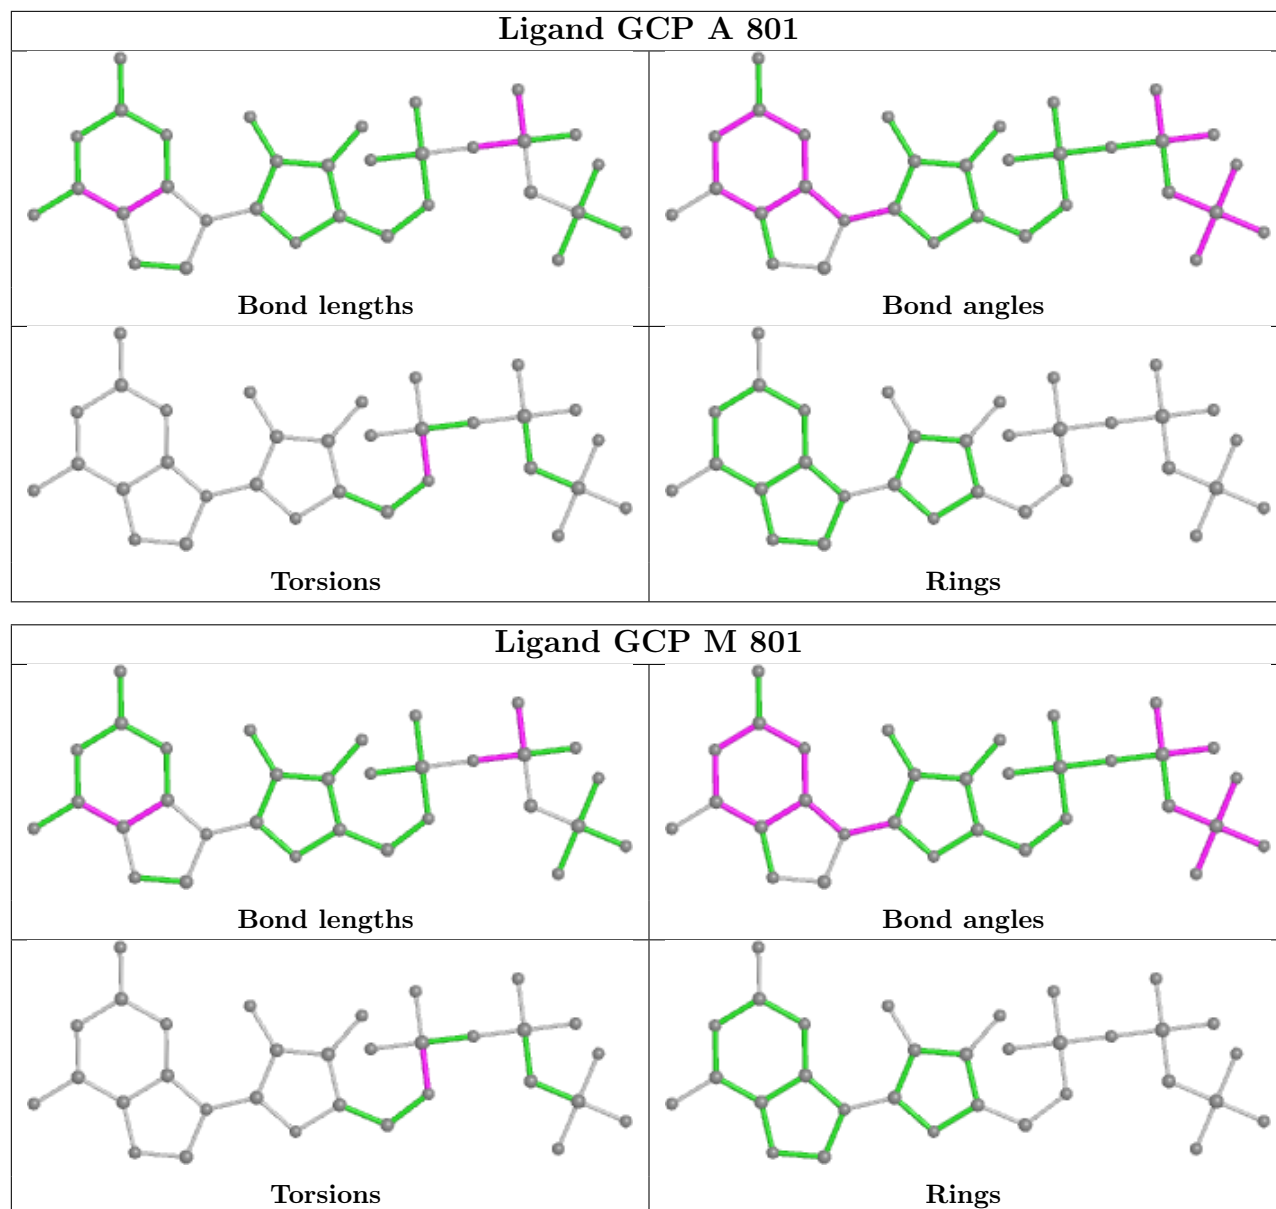 Ligand GCP A 801
Bond lengths
Bond angles
Torsions
Rings
Ligand GCP M 801
Bond lengths
Bond angles
Torsions
Rings